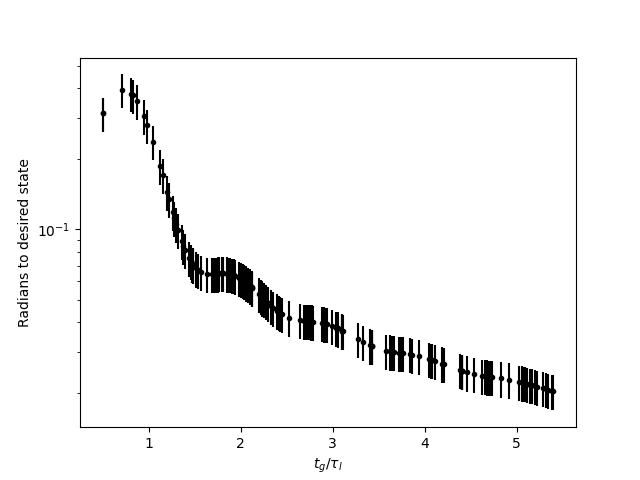 Radians to desired state
10⁻¹
1 2 3 4 5
t_g/τ_l